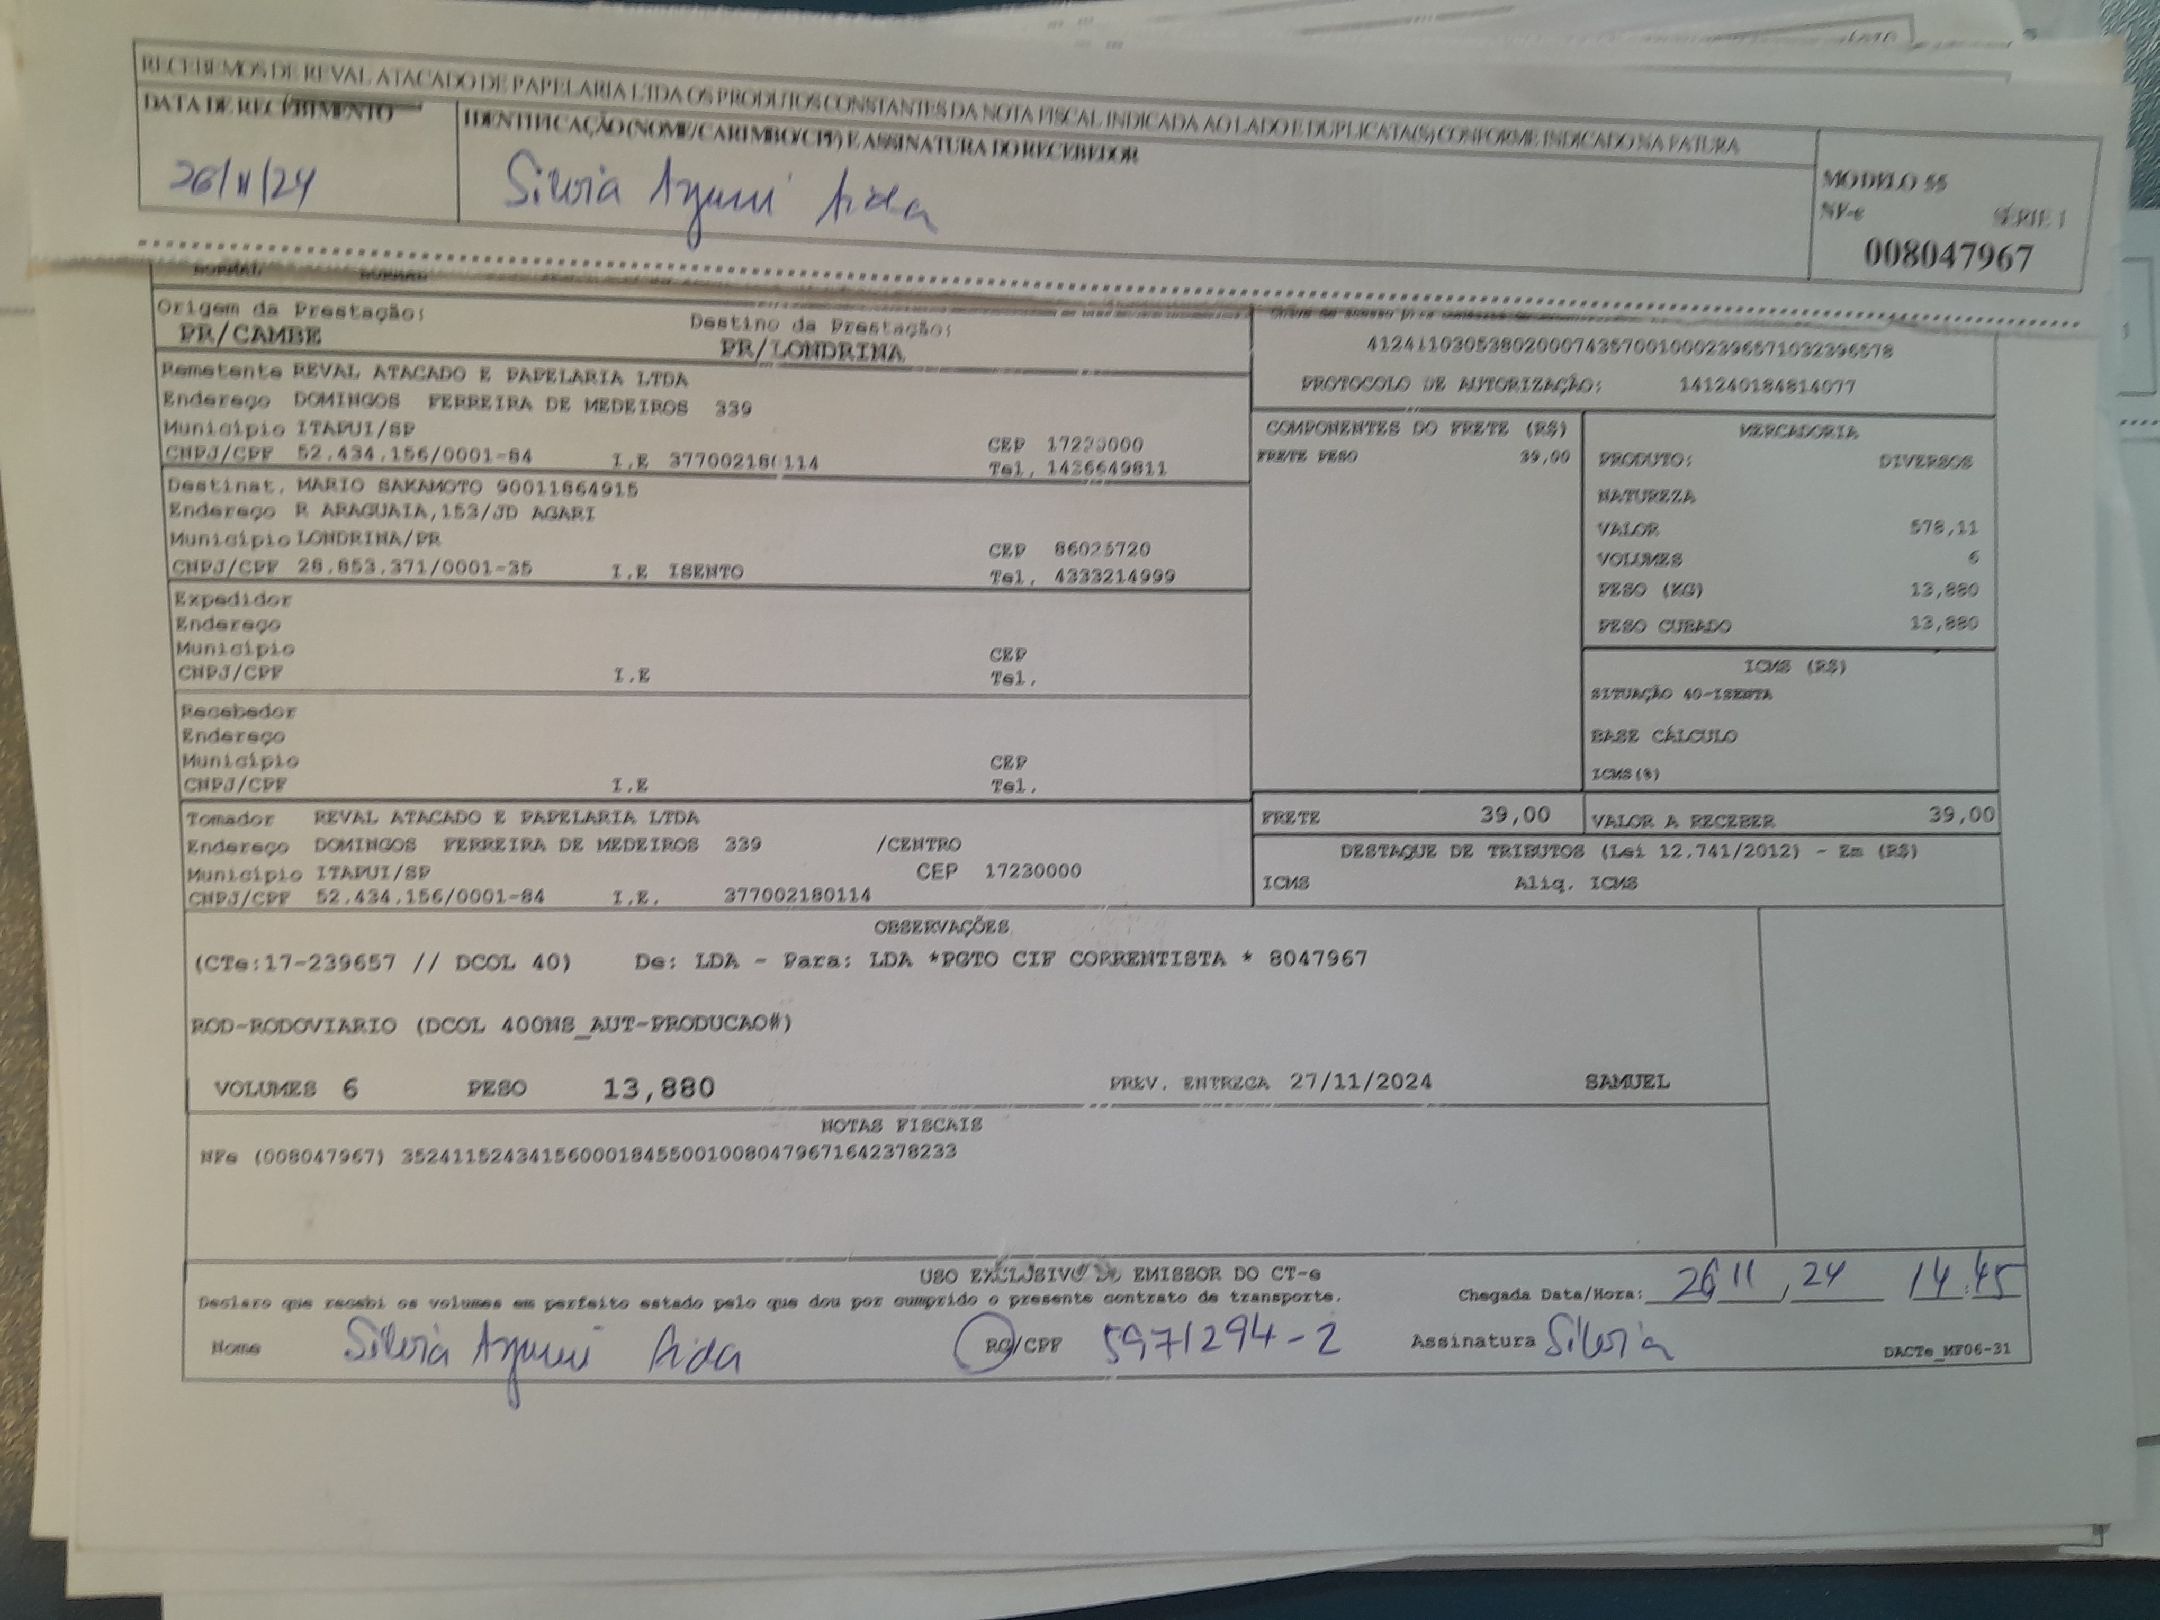 RECEBEMOS DE REVAL ATACADO DE PAPELARIA LTDA OS PRODUTOS CONSTANTES DA NOTA FISCAL INDICADA AO LADO E DUPLICATA(S) CONFORME INDICADO NA FATURA
DATA DE RECEBIMENTO
IDENTIFICAÇÃO (NOME/CARIMBO/CPF) E ASSINATURA DO RECEBEDOR
26/11/24
Silvia Ayumi Aida
MODELO 55
NF-e SÉRIE 1
008047967
NORMAL NORMAL
Origem da Prestação: Destino da Prestação:
PR/CAMBE PR/LONDRINA
41241103053802000743570010002396571032396578
PROTOCOLO DE AUTORIZAÇÃO: 141240184814077
Remetente REVAL ATACADO E PAPELARIA LTDA
Endereço DOMINGOS FERREIRA DE MEDEIROS 339
Município ITAPUI/SP CEP 17230000
CNPJ/CPF 52.434.156/0001-84 I.E 377002180114 Tel. 1436649811
Destinat. MARIO SAKAMOTO 90011864915
Endereço R ARAGUAIA,153/JD AGARI
Município LONDRINA/PR CEP 86025720
CNPJ/CPF 28.853.371/0001-35 I.E ISENTO Tel. 4333214999
Expedidor
Endereço
Município CEP
CNPJ/CPF I.E Tel.
Recebedor
Endereço
Município CEP
CNPJ/CPF I.E Tel.
Tomador REVAL ATACADO E PAPELARIA LTDA
Endereço DOMINGOS FERREIRA DE MEDEIROS 339 /CENTRO
Município ITAPUI/SP CEP 17230000
CNPJ/CPF 52.434.156/0001-84 I.E. 377002180114
COMPONENTES DO FRETE (R$)
FRETE PESO 39,00
MERCADORIA
PRODUTO: DIVERSOS
NATUREZA
VALOR 578,11
VOLUMES 6
PESO (KG) 13,880
PESO CUBADO 13,880
ICMS (R$)
SITUAÇÃO 40-ISENTA
BASE CÁLCULO
ICMS(%)
FRETE 39,00 VALOR A RECEBER 39,00
DESTAQUE DE TRIBUTOS (Lei 12.741/2012) - Em (R$)
ICMS Aliq. ICMS
OBSERVAÇÕES
(CTe:17-239657 // DCOL 40) De: LDA - Para: LDA *PGTO CIF CORRENTISTA * 8047967
ROD-RODOVIARIO (DCOL 400NS_AUT-PRODUCAO#)
VOLUMES 6 PESO 13,880 PREV. ENTREGA 27/11/2024 SAMUEL
NOTAS FISCAIS
NFe (008047967) 35241152434156000184550010080479671642378233
USO EXCLUSIVO DO EMISSOR DO CT-e
Declaro que recebi os volumes em perfeito estado pelo que dou por cumprido o presente contrato de transporte.
Chegada Data/Hora: 26/11/24 14:45
Nome Silvia Ayumi Aida RG/CPF 5971294-2 Assinatura Silvia
DACTe_MF06-31